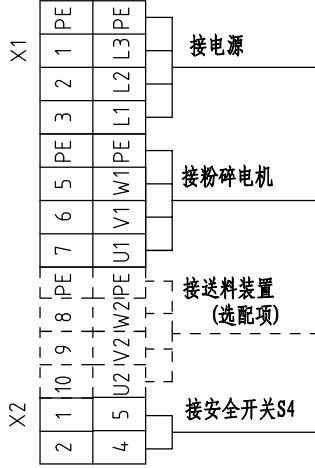 X1
PE PE
1 L3
2 L2
3 L1
接电源
PE PE
5 W1
6 V1
7 U1
接粉碎电机
PE PE
8 W2
9 V2
10 U2
接送料装置
(选配项)
X2
1 5
2 4
接安全开关S4